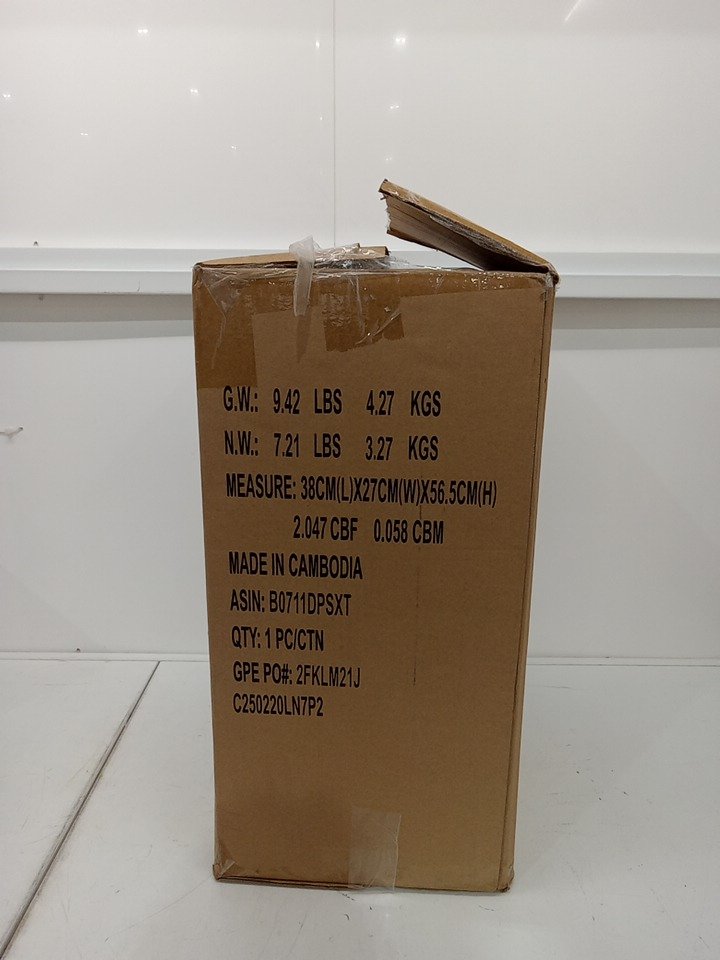 G.W.: 9.42 LBS 4.27 KGS
N.W.: 7.21 LBS 3.27 KGS
MEASURE: 38CM(L)X27CM(W)X56.5CM(H)
2.047 CBF 0.058 CBM
MADE IN CAMBODIA
ASIN: B0711DPSXT
QTY: 1 PC/CTN
GPE PO#: 2FKLM21J
C250220LN7P2